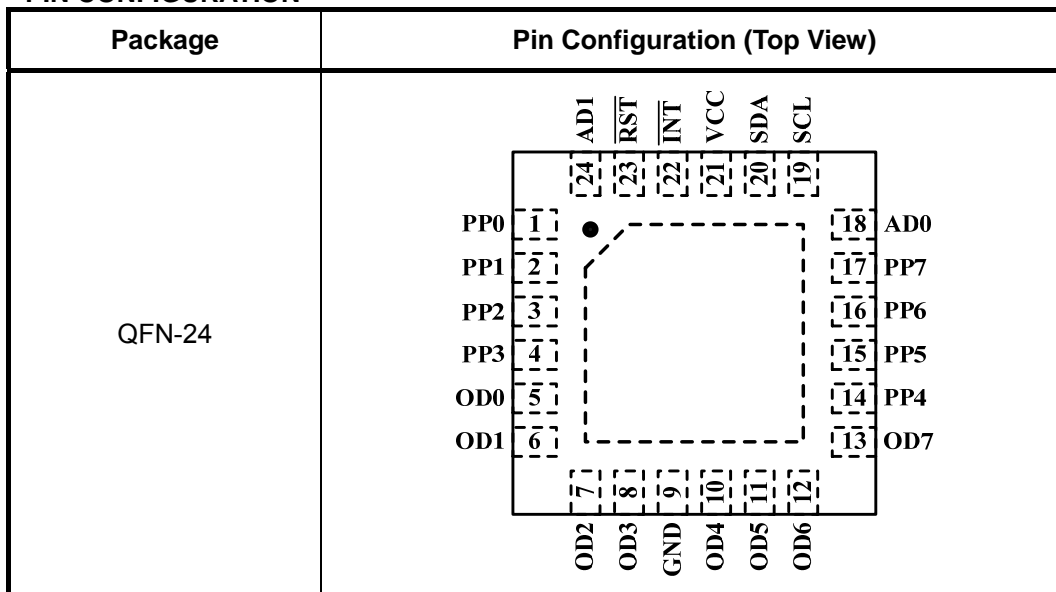 PIN CONFIGURATION
Package Pin Configuration (Top View)
QFN-24
AD1 RST INT VCC SDA SCL
24 23 22 21 20 19
PP0 1 18 AD0
PP1 2 17 PP7
PP2 3 16 PP6
PP3 4 15 PP5
OD0 5 14 PP4
OD1 6 13 OD7
7 8 9 10 11 12
OD2 OD3 GND OD4 OD5 OD6